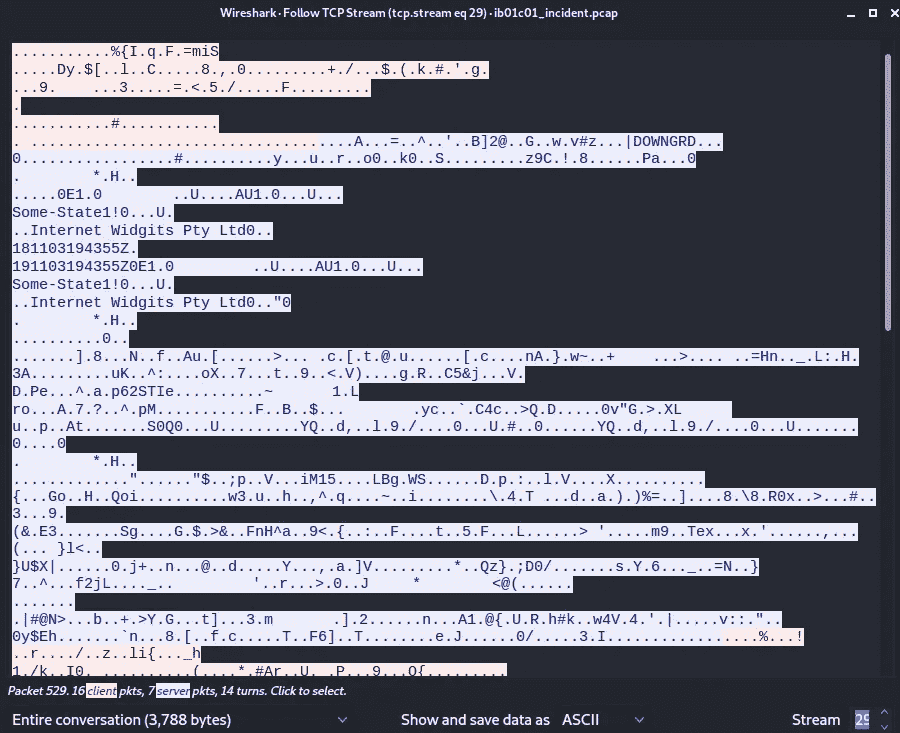 Wireshark · Follow TCP Stream (tcp.stream eq 29) · ib01c01_incident.pcap
...........%{I.q.F.=miS
.....Dy.$[..l..C.....8.,.0.........+./...$.(.k.#.'.g.
...9.    ...3.....=.<.5./.....F.........
.
...........#...........
. ...................................A...=..^..'..B]2@..G..w.v#z...|DOWNGRD...
0.................#..........y...u..r..o0..k0..S.........z9C.!.8......Pa...0
.        *.H..
.....0E1.0        ..U....AU1.0...U...
Some-State1!0...U.
..Internet Widgits Pty Ltd0..
181103194355Z.
191103194355Z0E1.0         ..U....AU1.0...U...
Some-State1!0...U.
..Internet Widgits Pty Ltd0.."0
.        *.H..
..........0..
.......].8...N..f..Au.[......>... .c.[.t.@.u......[.c....nA.}.w~..+    ...>.... ..=Hn.._.L:.H.
3A.........uK..^:....oX..7...t..9..<.V)....g.R..C5&j...V.
D.Pe...^.a.p62STIe..........~       1.L
ro...A.7.?..^.pM...........F..B..$...        .yc..`.C4c..>Q.D.....0v"G.>.XL
u..p..At.......S0Q0...U.........YQ..d,..l.9./....0...U.#..0......YQ..d,..l.9./....0...U.......
0....0
.        *.H..
............."......"$..;p..V...iM15....LBg.WS......D.p.:..l.V....X..........
{...Go..H..Qoi..........w3.u..h..,^.q....~..i........\.4.T ...d..a.).)%=..]....8.\8.R0x..>...#..
3...9.
(&.E3.......Sg....G.$.>&..FnH^a..9<.{..:..F....t..5.F...L......> '.....m9..Tex...x.'......,...
(... }l<..
}U$X|......0.j+..n...@..d.....Y...,.a.]V.........*..Qz}.;D0/.......s.Y.6..._..=N..}
7..^...f2jL...._..         '..r...>.0..J     *        <@(......
.......
.|#@N>...b..+.>Y.G...t]...3.m       .].2......n...A1.@{.U.R.h#k..w4V.4.'.|.....v::."..
0y$Eh.......`n...8.[..f.c.....T..F6]..T........e.J......0/.....3.I.................%...!
..r..../..z..li{..._h
1./k..I0. ..........(....*.#Ar..U...P...9...O{.........
Packet 529. 16 client pkts, 7 server pkts, 14 turns. Click to select.
Entire conversation (3,788 bytes) Show and save data as ASCII Stream 29